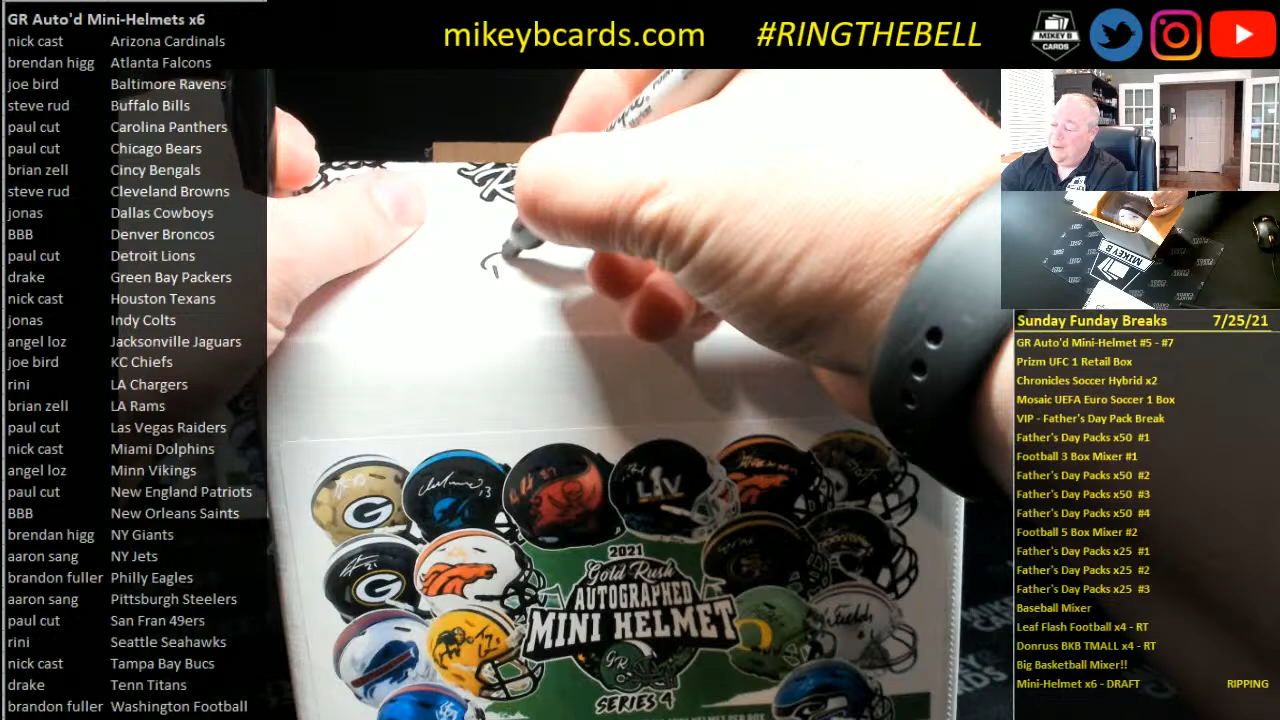 GR Auto'd Mini-Helmets x6
nick cast Arizona Cardinals
brendan higg Atlanta Falcons
joe bird Baltimore Ravens
steve rud Buffalo Bills
paul cut Carolina Panthers
paul cut Chicago Bears
brian zell Cincy Bengals
steve rud Cleveland Browns
jonas Dallas Cowboys
BBB Denver Broncos
paul cut Detroit Lions
drake Green Bay Packers
nick cast Houston Texans
jonas Indy Colts
angel loz Jacksonville Jaguars
joe bird KC Chiefs
rini LA Chargers
brian zell LA Rams
paul cut Las Vegas Raiders
nick cast Miami Dolphins
angel loz Minn Vikings
paul cut New England Patriots
BBB New Orleans Saints
brendan higg NY Giants
aaron sang NY Jets
brandon fuller Philly Eagles
aaron sang Pittsburgh Steelers
paul cut San Fran 49ers
rini Seattle Seahawks
nick cast Tampa Bay Bucs
drake Tenn Titans
brandon fuller Washington Football
mikeybcards.com #RINGTHEBELL
MIKEY B
CARDS
MIKEY B
Sunday Funday Breaks 7/25/21
GR Auto'd Mini-Helmet #5 - #7
Prizm UFC 1 Retail Box
Chronicles Soccer Hybrid x2
Mosaic UEFA Euro Soccer 1 Box
VIP - Father's Day Pack Break
Father's Day Packs x50 #1
Football 3 Box Mixer #1
Father's Day Packs x50 #2
Father's Day Packs x50 #3
Father's Day Packs x50 #4
Football 5 Box Mixer #2
Father's Day Packs x25 #1
Father's Day Packs x25 #2
Father's Day Packs x25 #3
Baseball Mixer
Leaf Flash Football x4 - RT
Donruss BKB TMALL x4 - RT
Big Basketball Mixer!!
Mini-Helmet x6 - DRAFT RIPPING
LIV
13
G
G
21
2021
Gold Rush
AUTOGRAPHED
MINI HELMET
GR
SERIES 4